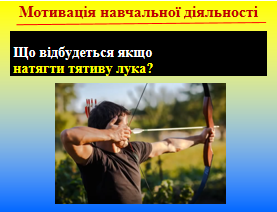 Мотивація навчальної діяльності
Що відбудеться якщо
натягти тятиву лука?